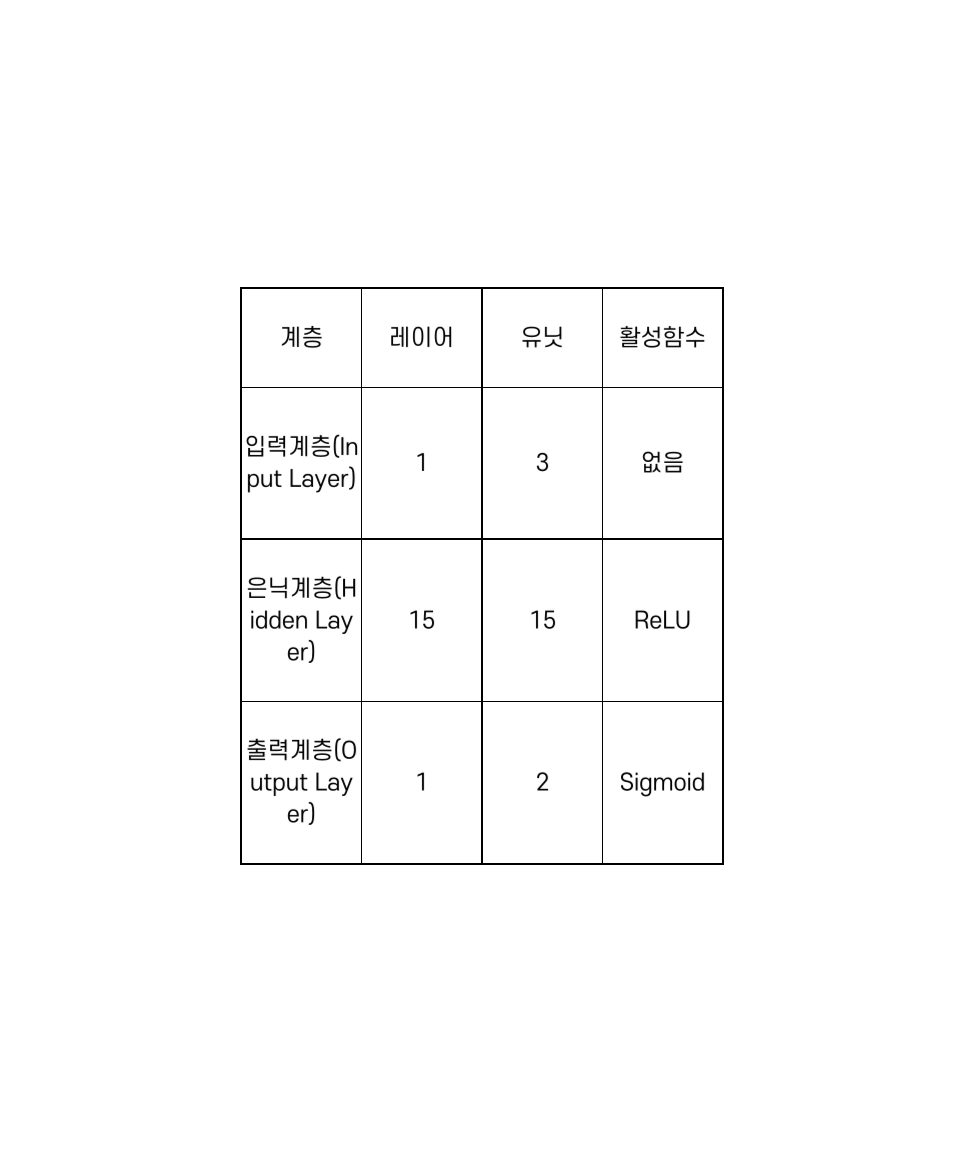 계층 레이어 유닛 활성함수
입력계층(In
put Layer) 1 3 없음
은닉계층(H
idden Lay
er) 15 15 ReLU
출력계층(O
utput Lay
er) 1 2 Sigmoid